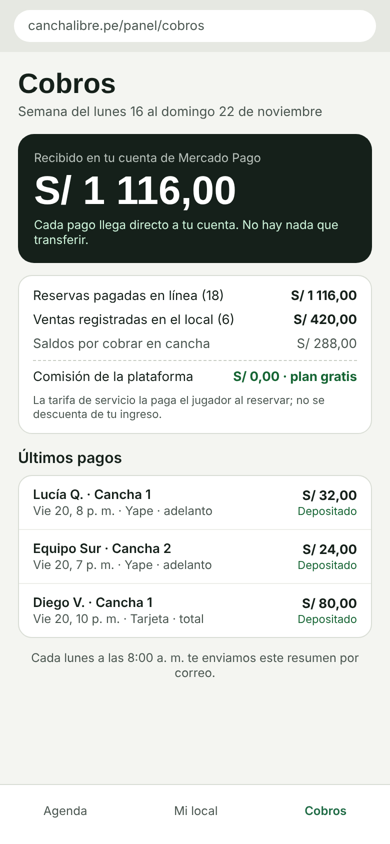 canchalibre.pe/panel/cobros
Cobros
Semana del lunes 16 al domingo 22 de noviembre
Recibido en tu cuenta de Mercado Pago
S/ 1 116,00
Cada pago llega directo a tu cuenta. No hay nada que
transferir.
Reservas pagadas en línea (18) S/ 1 116,00
Ventas registradas en el local (6) S/ 420,00
Saldos por cobrar en cancha S/ 288,00
Comisión de la plataforma S/ 0,00 · plan gratis
La tarifa de servicio la paga el jugador al reservar; no se
descuenta de tu ingreso.
Últimos pagos
Lucía Q. · Cancha 1 S/ 32,00
Vie 20, 8 p. m. · Yape · adelanto Depositado
Equipo Sur · Cancha 2 S/ 24,00
Vie 20, 7 p. m. · Yape · adelanto Depositado
Diego V. · Cancha 1 S/ 80,00
Vie 20, 10 p. m. · Tarjeta · total Depositado
Cada lunes a las 8:00 a. m. te enviamos este resumen por
correo.
Agenda Mi local Cobros